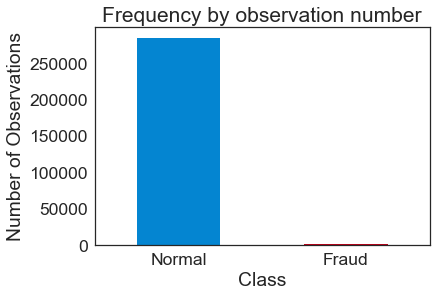 Frequency by observation number
Number of Observations
250000
200000
150000
100000
50000
0
Normal
Fraud
Class